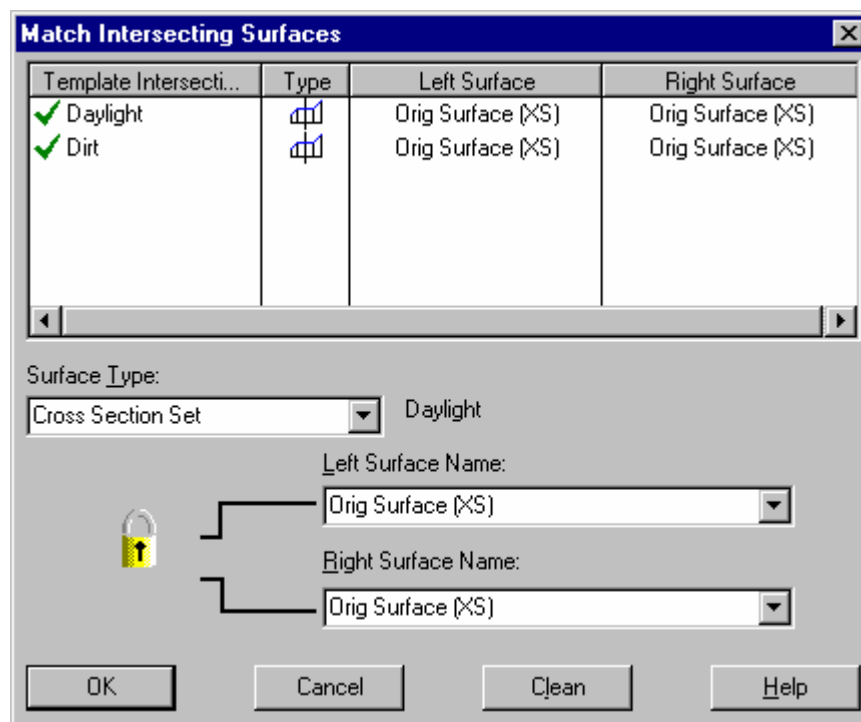 Match Intersecting Surfaces
Template Intersecti... Type Left Surface Right Surface
Daylight Orig Surface (XS) Orig Surface (XS)
Dirt Orig Surface (XS) Orig Surface (XS)
Surface Type:
Cross Section Set Daylight
Left Surface Name:
Orig Surface (XS)
Right Surface Name:
Orig Surface (XS)
OK Cancel Clean Help